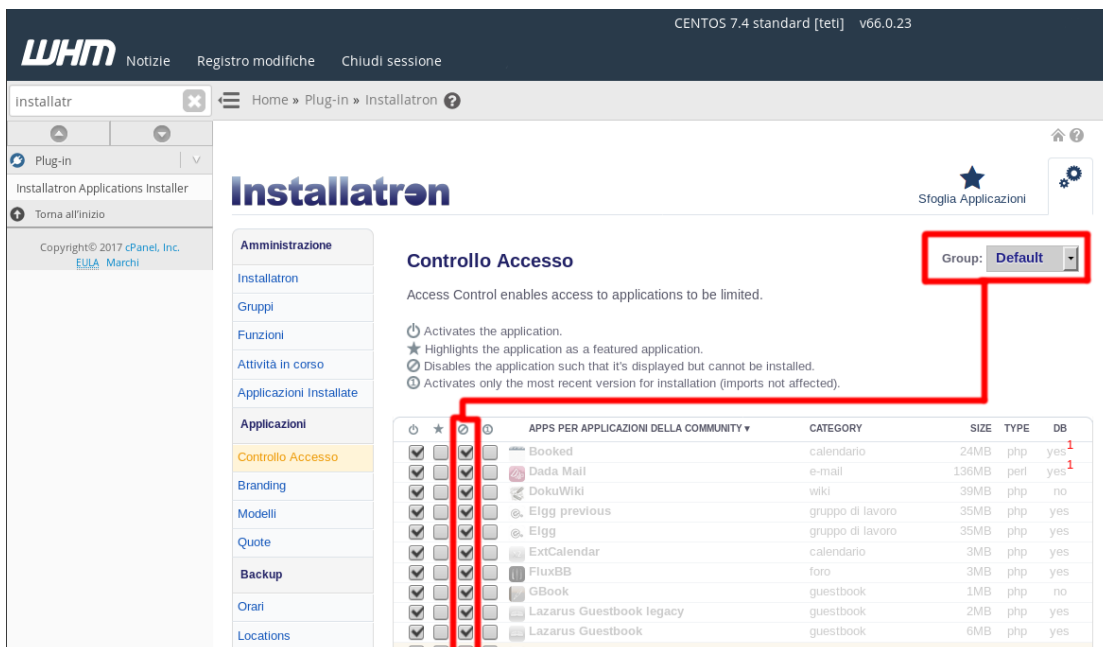 CENTOS 7.4 standard [teti] v66.0.23
WHM Notizie Registro modifiche Chiudi sessione
installatr
Home » Plug-in » Installatron
Plug-in
Installatron Applications Installer
Torna all'inizio
Copyright© 2017 cPanel, Inc.
EULA Marchi
Installatron
Sfoglia Applicazioni
Amministrazione
Installatron
Gruppi
Funzioni
Attività in corso
Applicazioni Installate
Applicazioni
Controllo Accesso
Branding
Modelli
Quote
Backup
Orari
Locations
Controllo Accesso
Group: Default
Access Control enables access to applications to be limited.
Activates the application.
Highlights the application as a featured application.
Disables the application such that it's displayed but cannot be installed.
Activates only the most recent version for installation (imports not affected).
APPS PER APPLICAZIONI DELLA COMMUNITY ▾ CATEGORY SIZE TYPE DB
Booked calendario 24MB php yes 1
Dada Mail e-mail 136MB perl yes 1
DokuWiki wiki 39MB php no
Elgg previous gruppo di lavoro 35MB php yes
Elgg gruppo di lavoro 35MB php yes
ExtCalendar calendario 3MB php yes
FluxBB foro 3MB php yes
GBook guestbook 1MB php no
Lazarus Guestbook legacy guestbook 2MB php yes
Lazarus Guestbook guestbook 6MB php yes